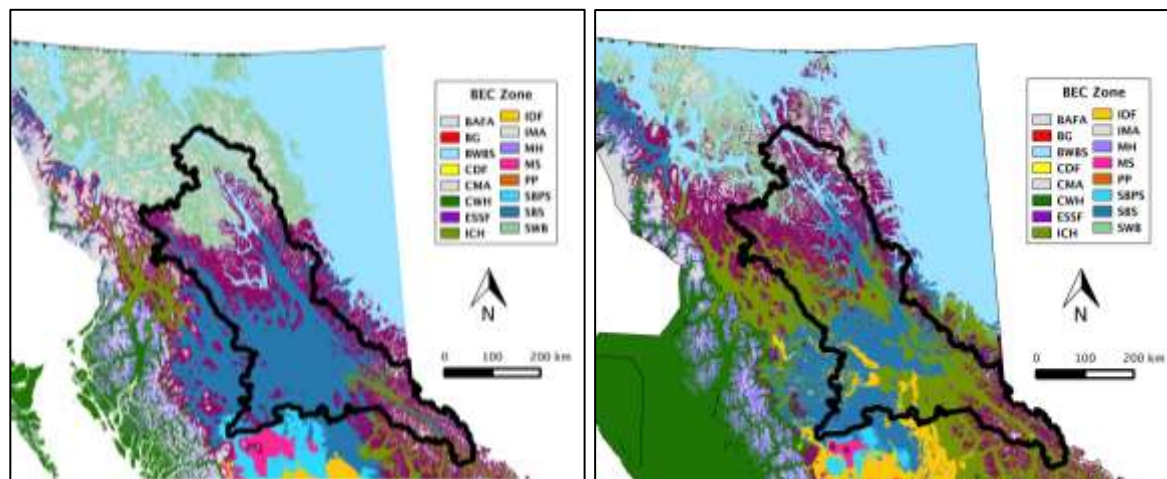 BEC Zone
BAFA IDF
BG IMA
BWBS MH
CDF MS
CMA PP
CWH SBPS
ESSF SBS
ICH SWB
N
0 100 200 km
BEC Zone
BAFA IDF
BG IMA
BWBS MH
CDF MS
CMA PP
CWH SBPS
ESSF SBS
ICH SWB
N
0 100 200 km